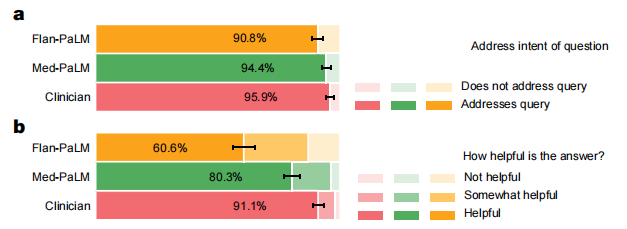 a
Flan-PaLM 90.8%
Med-PaLM 94.4%
Clinician 95.9%
Address intent of question
Does not address query
Addresses query
b
Flan-PaLM 60.6%
Med-PaLM 80.3%
Clinician 91.1%
How helpful is the answer?
Not helpful
Somewhat helpful
Helpful